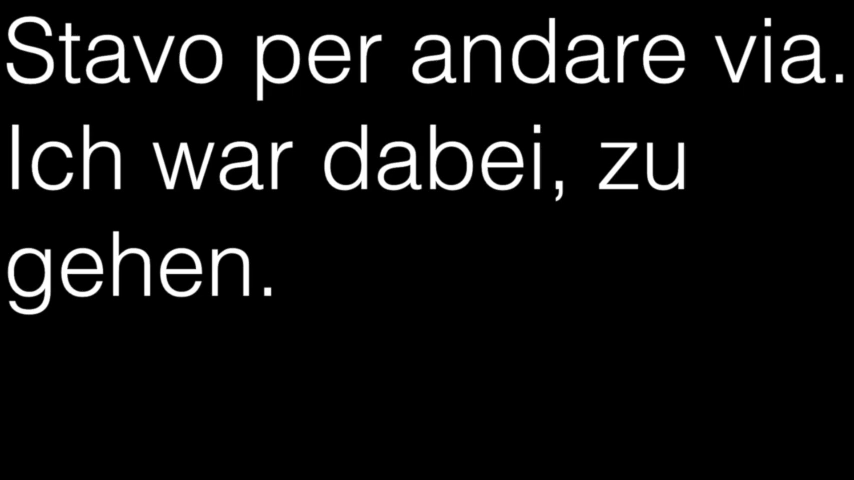 Stavo per andare via.
Ich war dabei, zu
gehen.